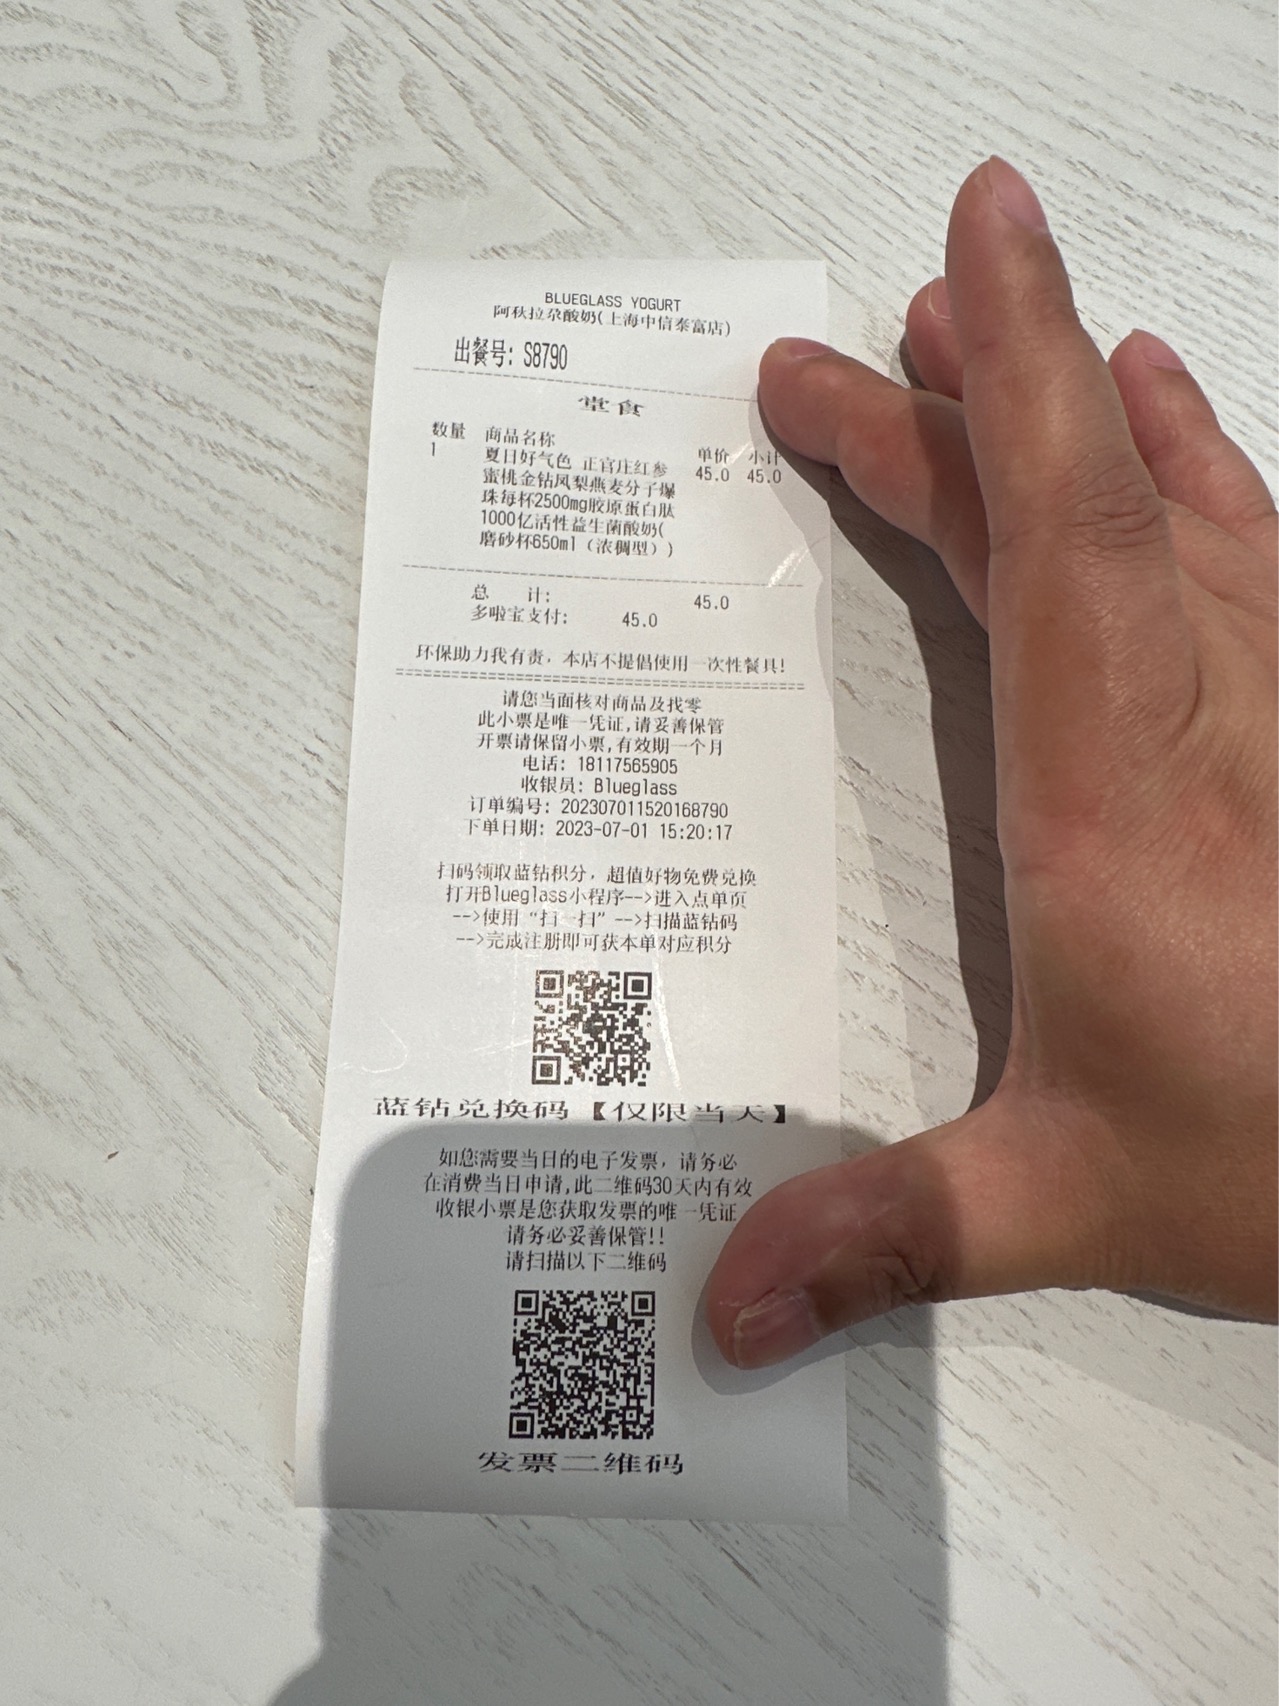 BLUEGLASS YOGURT
阿秋拉尕酸奶(上海中信泰富店)
出餐号: S8790
堂食
数量 商品名称 单价 小计
1 夏日好气色 正官庄红参 45.0 45.0
蜜桃金钻凤梨燕麦分子爆
珠每杯2500mg胶原蛋白肽
1000亿活性益生菌酸奶(
磨砂杯650ml（浓稠型）)
总 计: 45.0
多啦宝支付: 45.0
环保助力我有责，本店不提倡使用一次性餐具!
请您当面核对商品及找零
此小票是唯一凭证,请妥善保管
开票请保留小票,有效期一个月
电话: 18117565905
收银员: Blueglass
订单编号: 202307011520168790
下单日期: 2023-07-01 15:20:17
扫码领取蓝钻积分，超值好物免费兑换
打开Blueglass小程序-->进入点单页
-->使用“扫一扫”-->扫描蓝钻码
-->完成注册即可获本单对应积分
蓝钻兑换码【仅限当天】
如您需要当日的电子发票，请务必
在消费当日申请,此二维码30天内有效
收银小票是您获取发票的唯一凭证
请务必妥善保管!!
请扫描以下二维码
发票二维码